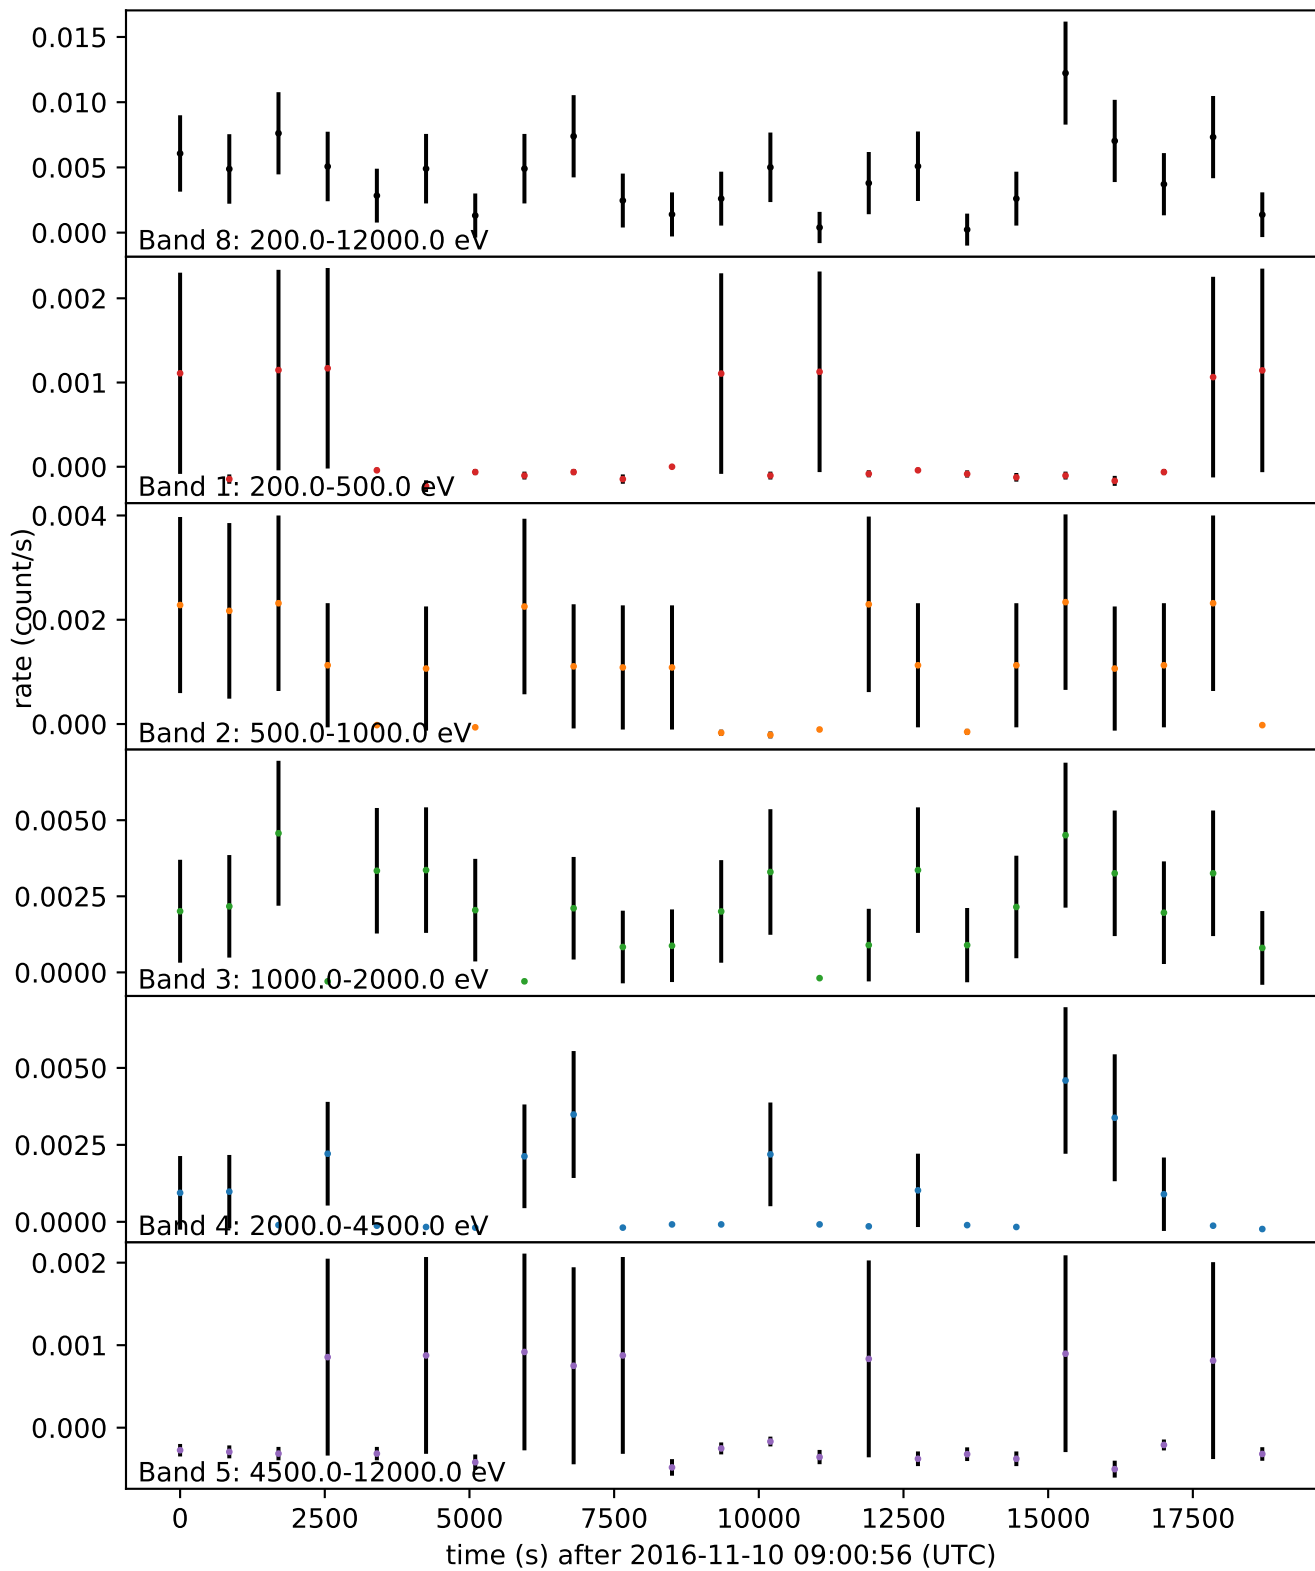 0.015
0.010
0.005
0.000
Band 8: 200.0-12000.0 eV
0.002
0.001
0.000
Band 1: 200.0-500.0 eV
0.004
0.002
0.000
Band 2: 500.0-1000.0 eV
rate (count/s)
0.0050
0.0025
0.0000
Band 3: 1000.0-2000.0 eV
0.0050
0.0025
0.0000
Band 4: 2000.0-4500.0 eV
0.002
0.001
0.000
Band 5: 4500.0-12000.0 eV
0 2500 5000 7500 10000 12500 15000 17500
time (s) after 2016-11-10 09:00:56 (UTC)